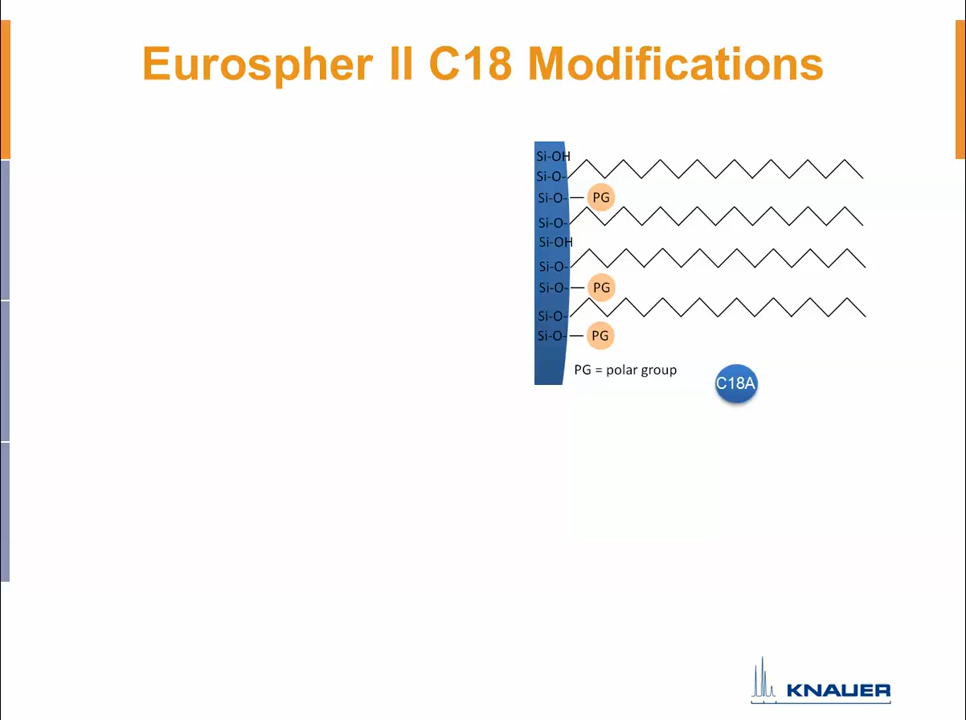 Eurospher II C18 Modifications
Si-OH
Si-O-
Si-O- PG
Si-O-
Si-OH
Si-O-
Si-O- PG
Si-O-
Si-O- PG
PG = polar group
C18A
KNAUER